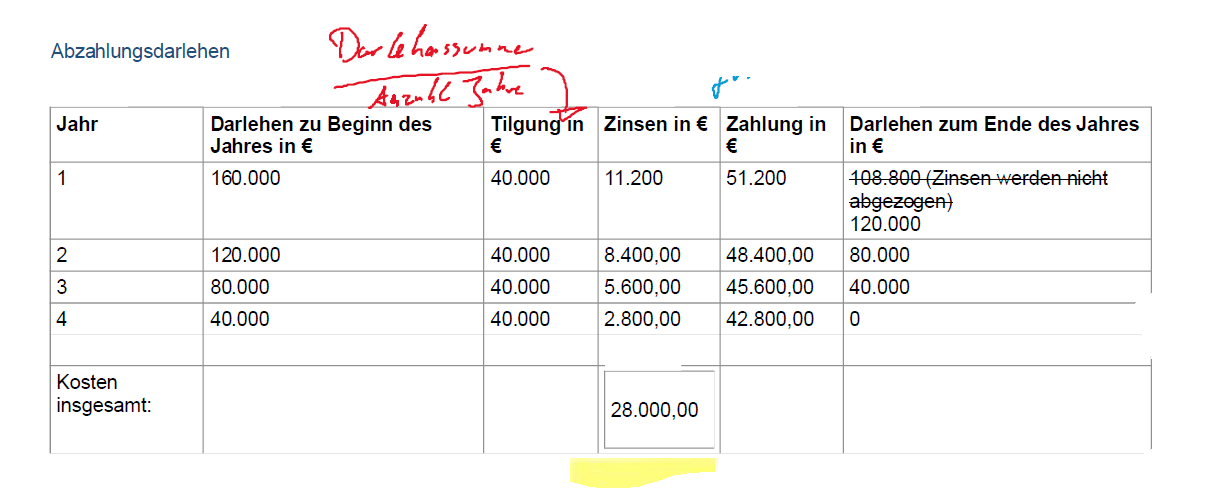 Abzahlungsdarlehen
Darlehenssumme
Anzahl Jahre
Jahr
Darlehen zu Beginn des
Jahres in €
Tilgung in
€
Zinsen in €
Zahlung in
€
Darlehen zum Ende des Jahres
in €
1
160.000
40.000
11.200
51.200
108.800 (Zinsen werden nicht
abgezogen)
120.000
2
120.000
40.000
8.400,00
48.400,00
80.000
3
80.000
40.000
5.600,00
45.600,00
40.000
4
40.000
40.000
2.800,00
42.800,00
0
Kosten
insgesamt:
28.000,00